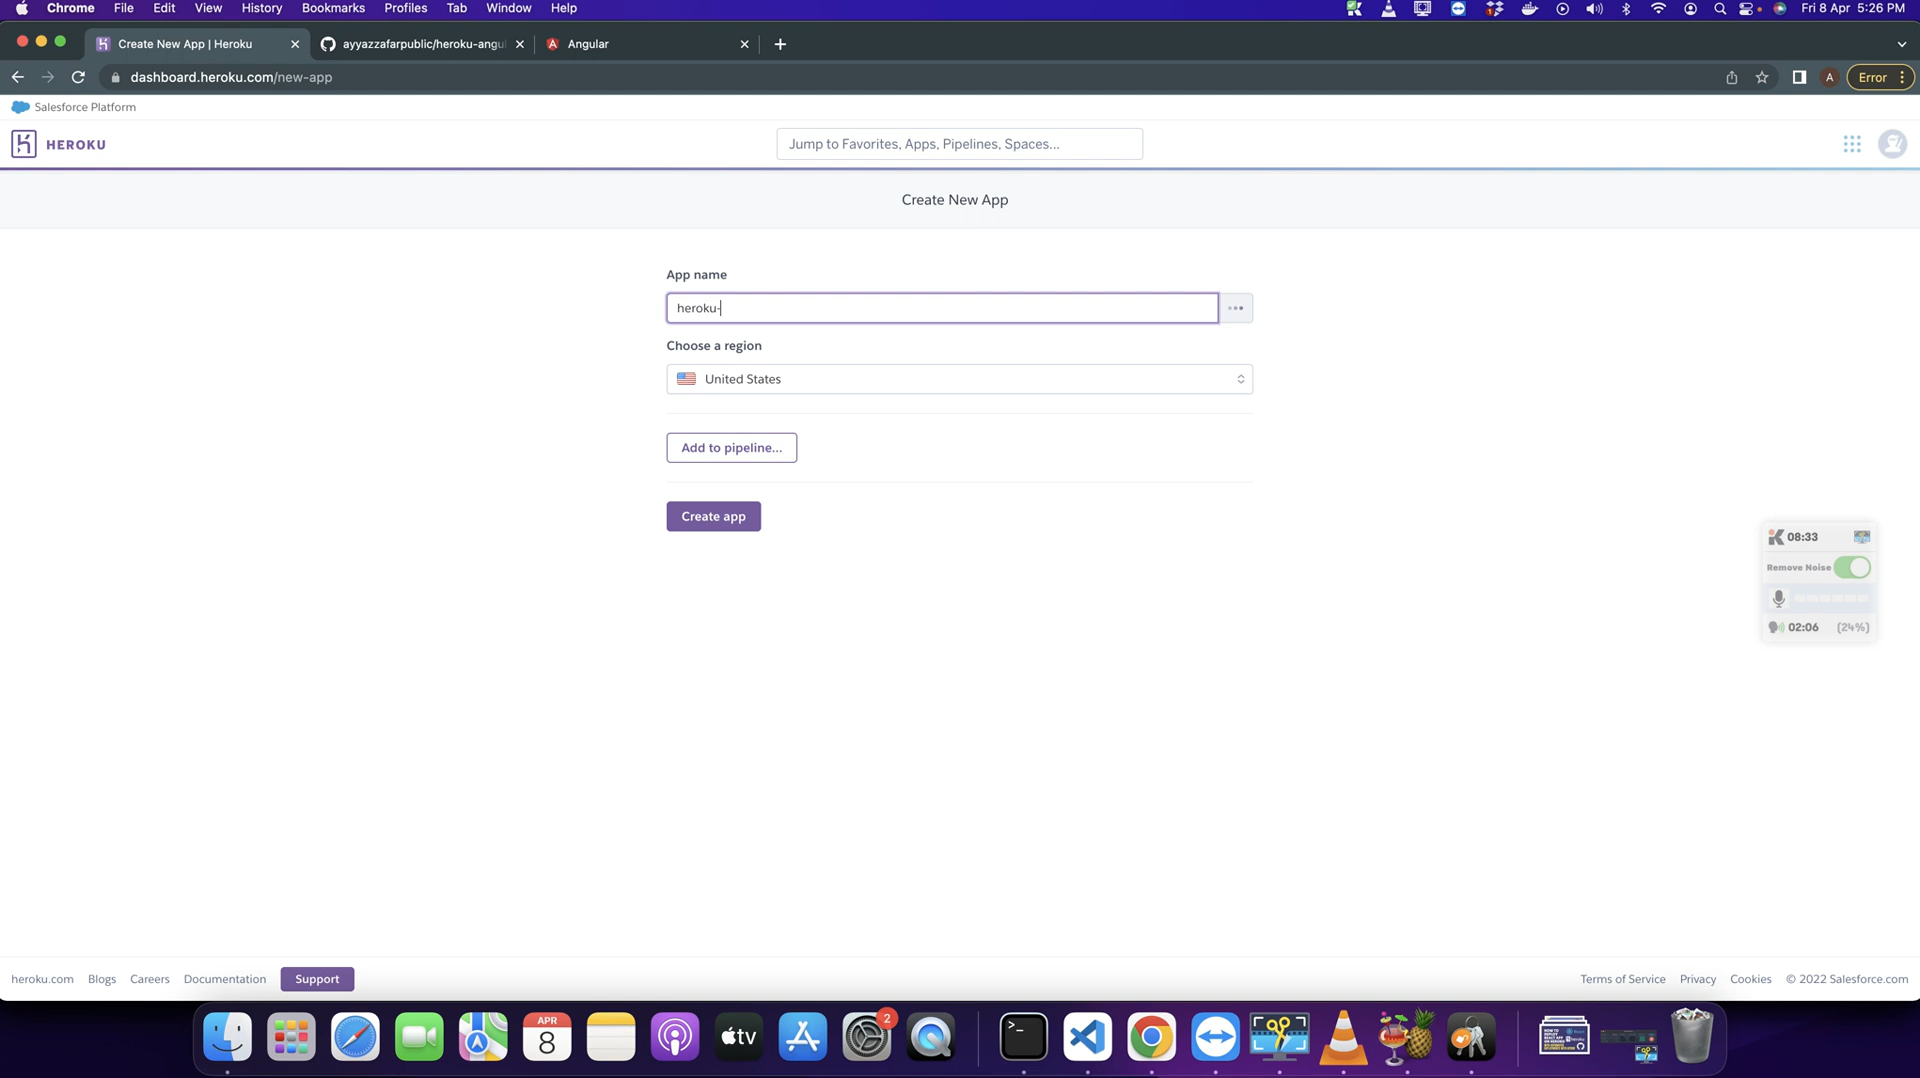 Chrome File Edit View History Bookmarks Profiles Tab Window Help Fri 8 Apr 5:26 PM
Create New App | Heroku ayyazzafarpublic/heroku-angul Angular
dashboard.heroku.com/new-app A Error
Salesforce Platform
HEROKU Jump to Favorites, Apps, Pipelines, Spaces...
Create New App
App name
heroku-
Choose a region
United States
Add to pipeline...
Create app
08:33
Remove Noise
02:06 (24%)
heroku.com Blogs Careers Documentation Support Terms of Service Privacy Cookies © 2022 Salesforce.com
APR 2
8 tv